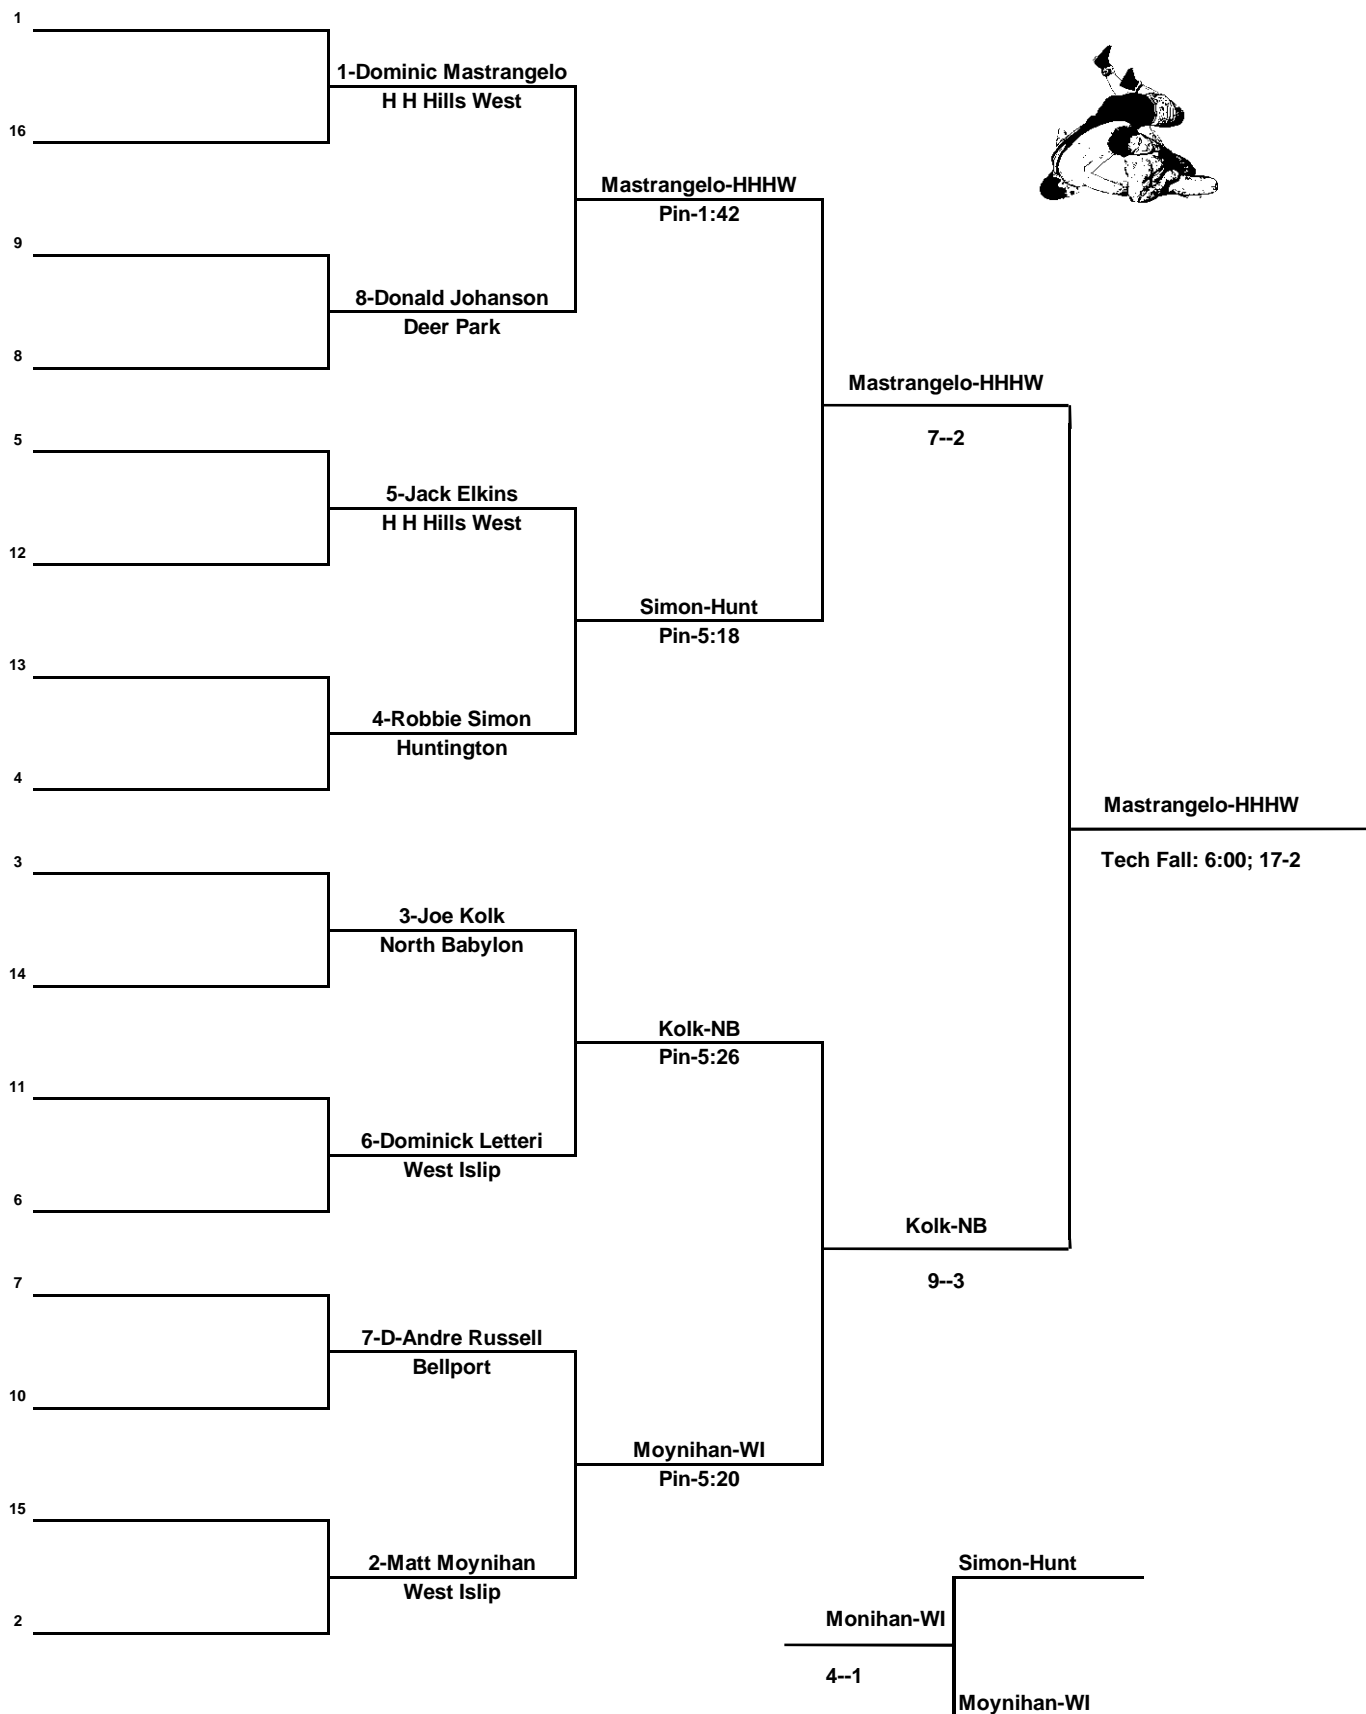 1
1-Dominic Mastrangelo
H H Hills West
16
Mastrangelo-HHHW
Pin-1:42
9
8-Donald Johanson
Deer Park
8
Mastrangelo-HHHW
7--2
5
5-Jack Elkins
H H Hills West
12
Simon-Hunt
Pin-5:18
13
4-Robbie Simon
Huntington
4
Mastrangelo-HHHW
Tech Fall: 6:00; 17-2
3
3-Joe Kolk
North Babylon
14
Kolk-NB
Pin-5:26
11
6-Dominick Letteri
West Islip
6
Kolk-NB
9--3
7
7-D-Andre Russell
Bellport
10
Moynihan-WI
Pin-5:20
15
2-Matt Moynihan
West Islip
2
Simon-Hunt
Monihan-WI
4--1
Moynihan-WI